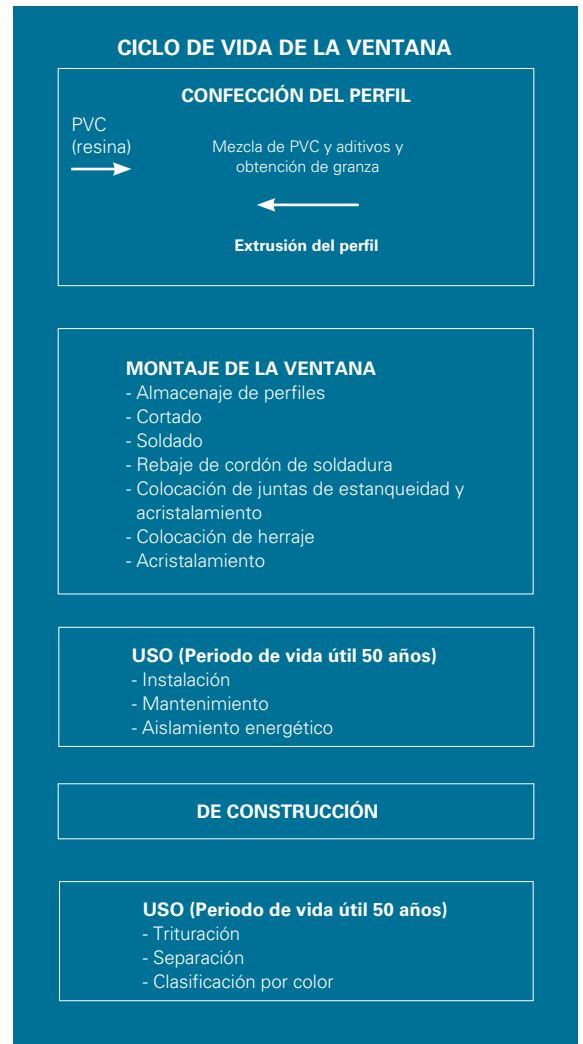 CICLO DE VIDA DE LA VENTANA
CONFECCIÓN DEL PERFIL
PVC
(resina)
Mezcla de PVC y aditivos y
obtención de granza
Extrusión del perfil
MONTAJE DE LA VENTANA
- Almacenaje de perfiles
- Cortado
- Soldado
- Rebaje de cordón de soldadura
- Colocación de juntas de estanqueidad y
acristalamiento
- Colocación de herraje
- Acristalamiento
USO (Periodo de vida útil 50 años)
- Instalación
- Mantenimiento
- Aislamiento energético
DE CONSTRUCCIÓN
USO (Periodo de vida útil 50 años)
- Trituración
- Separación
- Clasificación por color